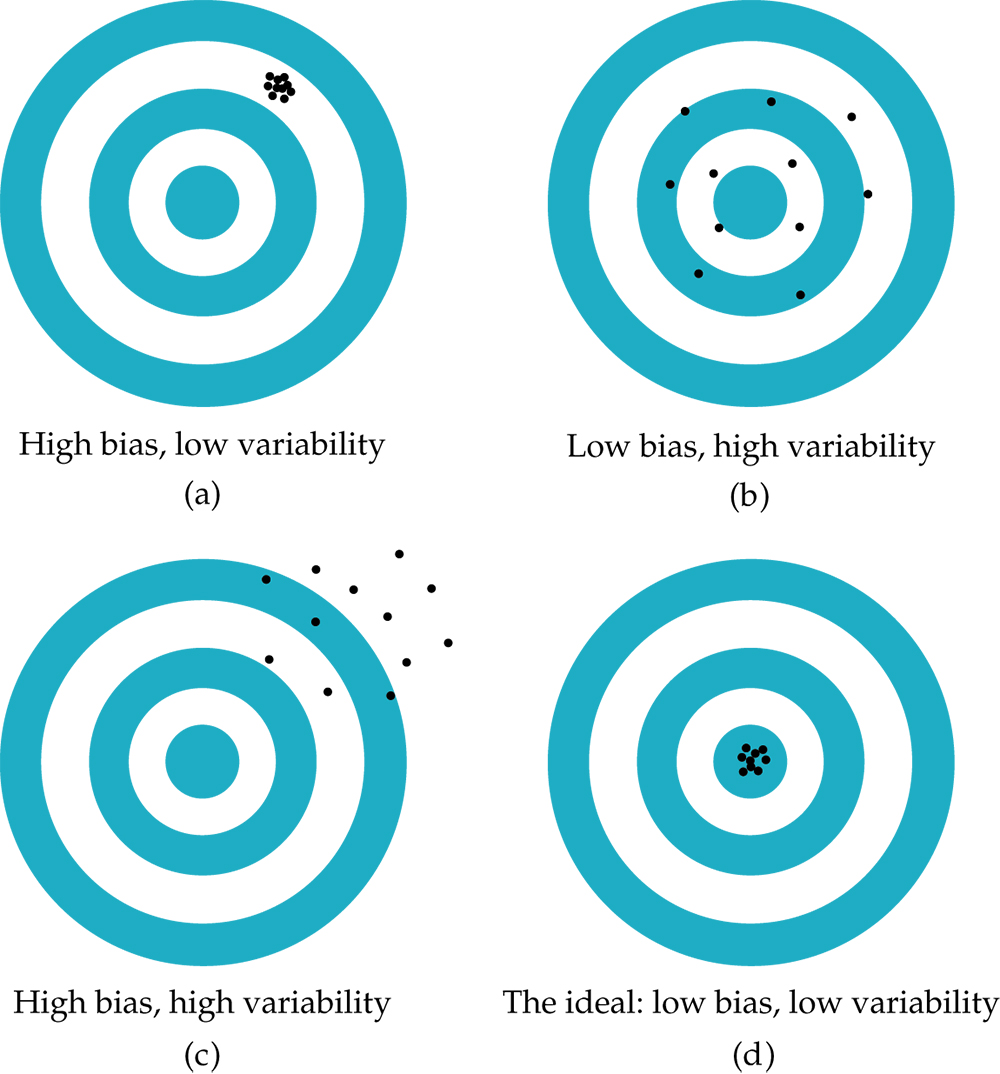 High bias, low variability
(a)
Low bias, high variability
(b)
High bias, high variability
(c)
The ideal: low bias, low variability
(d)